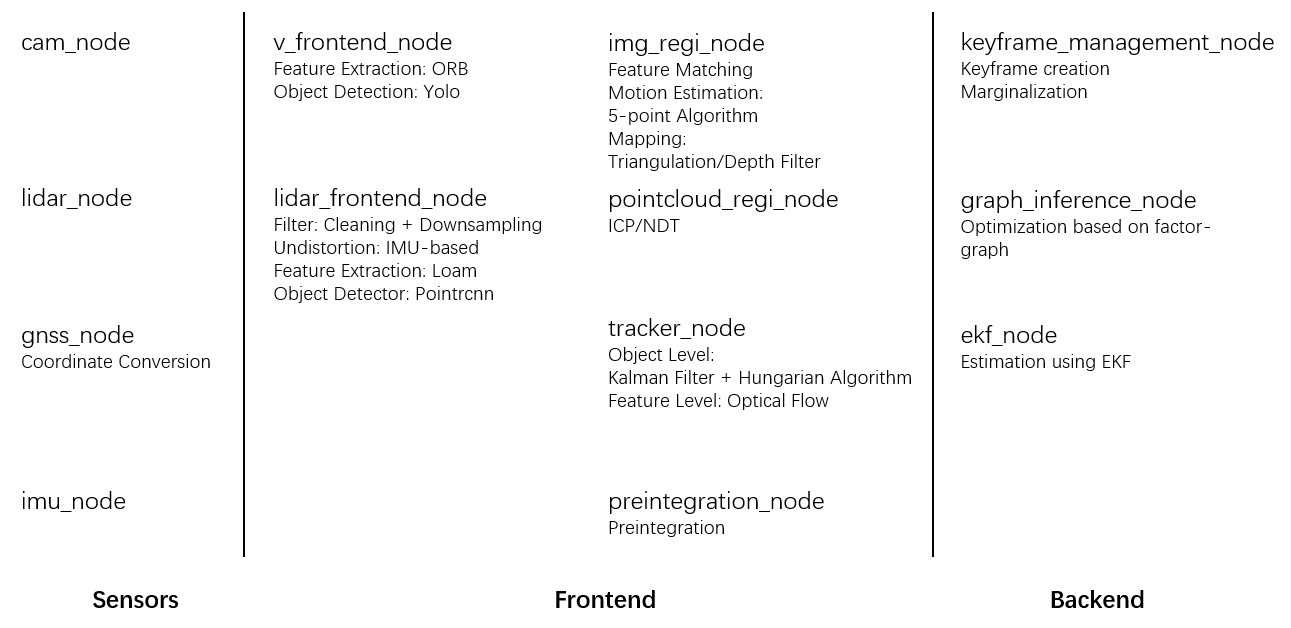 cam_node
lidar_node
gnss_node
Coordinate Conversion
imu_node
v_frontend_node
Feature Extraction: ORB
Object Detection: Yolo
lidar_frontend_node
Filter: Cleaning + Downsampling
Undistortion: IMU-based
Feature Extraction: Loam
Object Detector: Pointrcnn
img_regi_node
Feature Matching
Motion Estimation:
5-point Algorithm
Mapping:
Triangulation/Depth Filter
pointcloud_regi_node
ICP/NDT
tracker_node
Object Level:
Kalman Filter + Hungarian Algorithm
Feature Level: Optical Flow
preintegration_node
Preintegration
keyframe_management_node
Keyframe creation
Marginalization
graph_inference_node
Optimization based on factor-
graph
ekf_node
Estimation using EKF
Sensors
Frontend
Backend